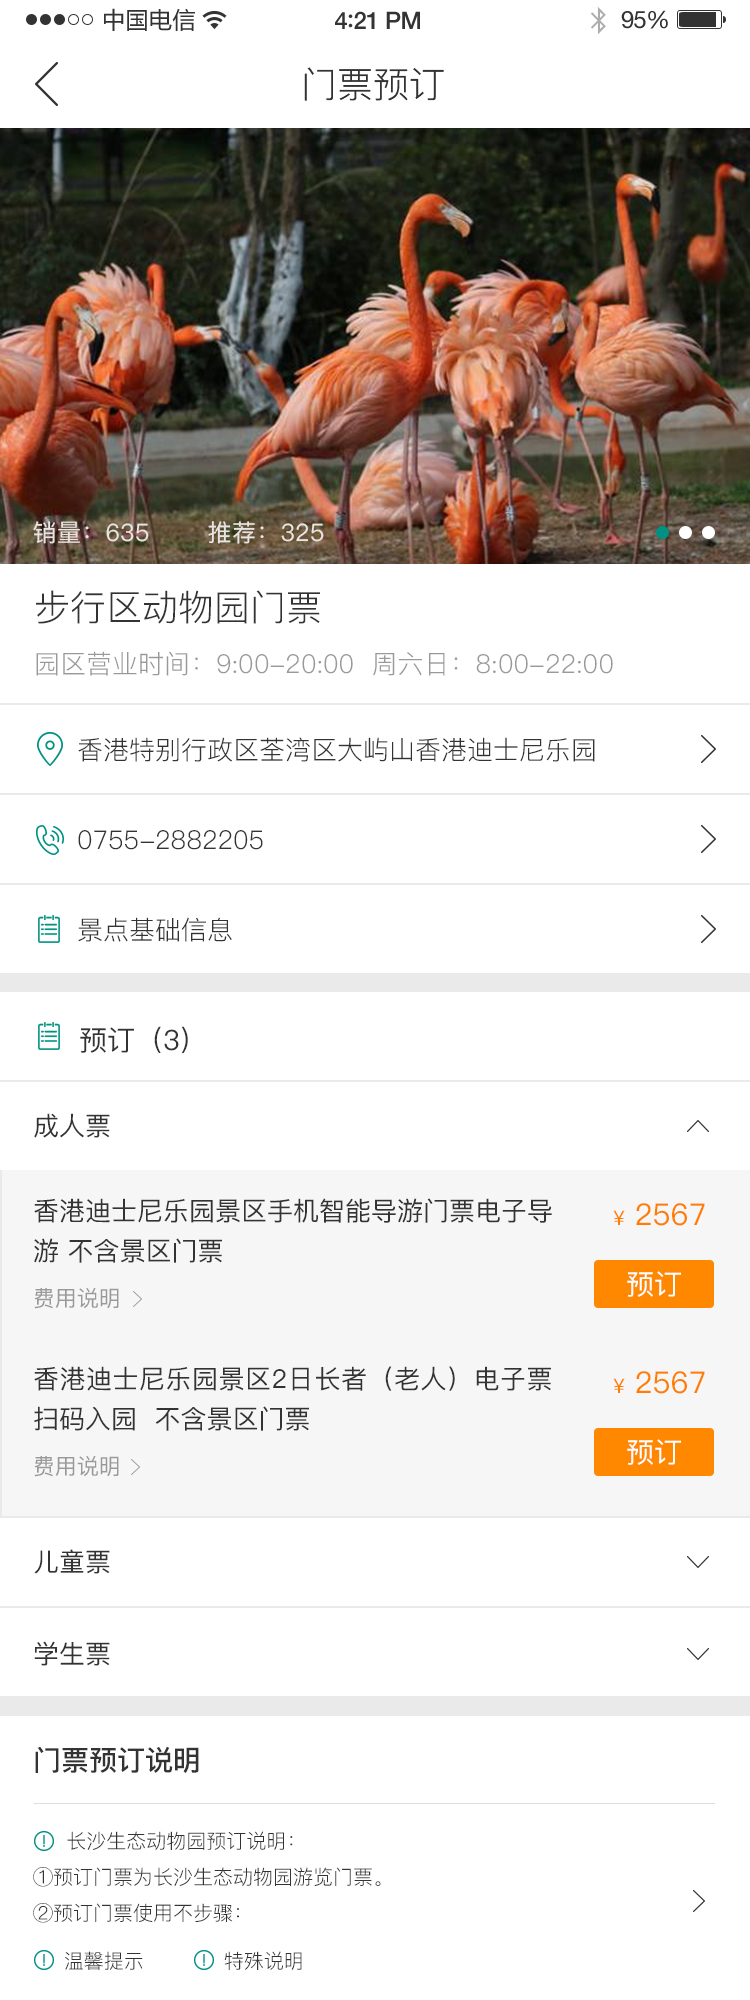 中国电信 4:21 PM 95%
门票预订
销量：635 推荐：325
步行区动物园门票
园区营业时间：9:00-20:00 周六日：8:00-22:00
香港特别行政区荃湾区大屿山香港迪士尼乐园
0755-2882205
景点基础信息
预订（3）
成人票
香港迪士尼乐园景区手机智能导游门票电子导
游 不含景区门票
¥ 2567
费用说明
预订
香港迪士尼乐园景区2日长者（老人）电子票
扫码入园 不含景区门票
¥ 2567
费用说明
预订
儿童票
学生票
门票预订说明
长沙生态动物园预订说明：
①预订门票为长沙生态动物园游览门票。
②预订门票使用不步骤：
温馨提示 特殊说明